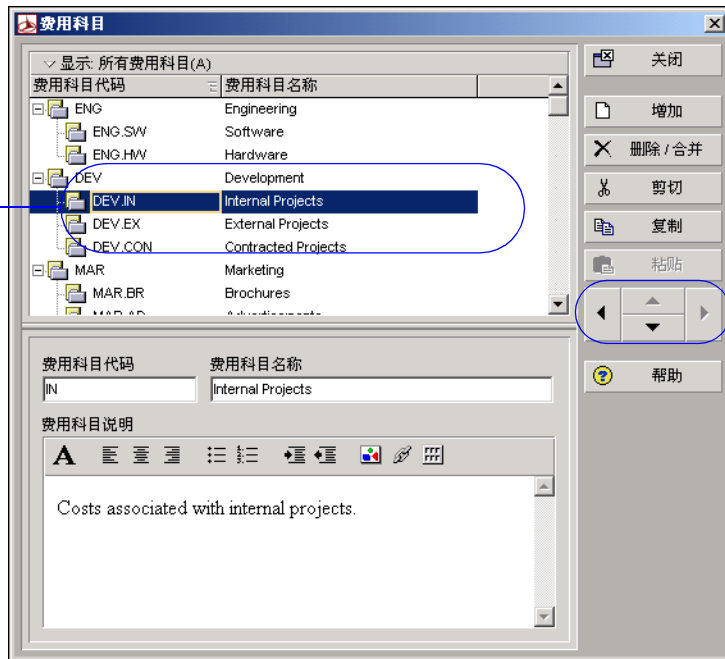 费用科目
显示: 所有费用科目(A)
费用科目代码 费用科目名称
ENG Engineering
ENG.SW Software
ENG.HW Hardware
DEV Development
DEV.IN Internal Projects
DEV.EX External Projects
DEV.CON Contracted Projects
MAR Marketing
MAR.BR Brochures
关闭
增加
删除 / 合并
剪切
复制
粘贴
帮助
费用科目代码 费用科目名称
IN Internal Projects
费用科目说明
Costs associated with internal projects.